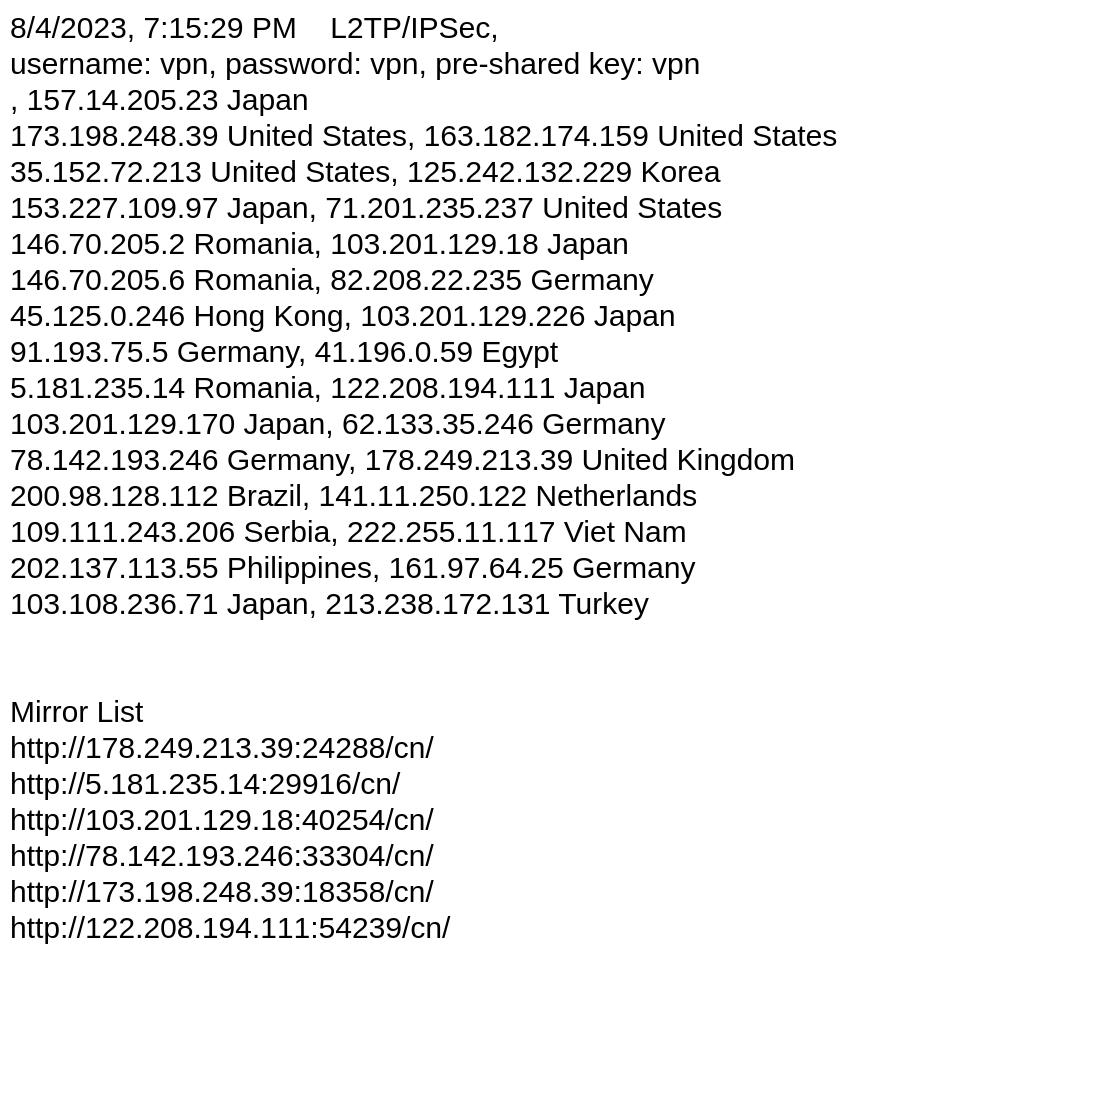 8/4/2023, 7:15:29 PM    L2TP/IPSec,
username: vpn, password: vpn, pre-shared key: vpn
, 157.14.205.23 Japan
173.198.248.39 United States, 163.182.174.159 United States
35.152.72.213 United States, 125.242.132.229 Korea
153.227.109.97 Japan, 71.201.235.237 United States
146.70.205.2 Romania, 103.201.129.18 Japan
146.70.205.6 Romania, 82.208.22.235 Germany
45.125.0.246 Hong Kong, 103.201.129.226 Japan
91.193.75.5 Germany, 41.196.0.59 Egypt
5.181.235.14 Romania, 122.208.194.111 Japan
103.201.129.170 Japan, 62.133.35.246 Germany
78.142.193.246 Germany, 178.249.213.39 United Kingdom
200.98.128.112 Brazil, 141.11.250.122 Netherlands
109.111.243.206 Serbia, 222.255.11.117 Viet Nam
202.137.113.55 Philippines, 161.97.64.25 Germany
103.108.236.71 Japan, 213.238.172.131 Turkey
Mirror List
http://178.249.213.39:24288/cn/
http://5.181.235.14:29916/cn/
http://103.201.129.18:40254/cn/
http://78.142.193.246:33304/cn/
http://173.198.248.39:18358/cn/
http://122.208.194.111:54239/cn/